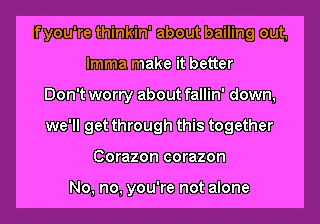 If you're thinkin' about bailing out,
Imma make it better
Don't worry about fallin' down,
we'll get through this together
Corazon corazon
No, no, you're not alone